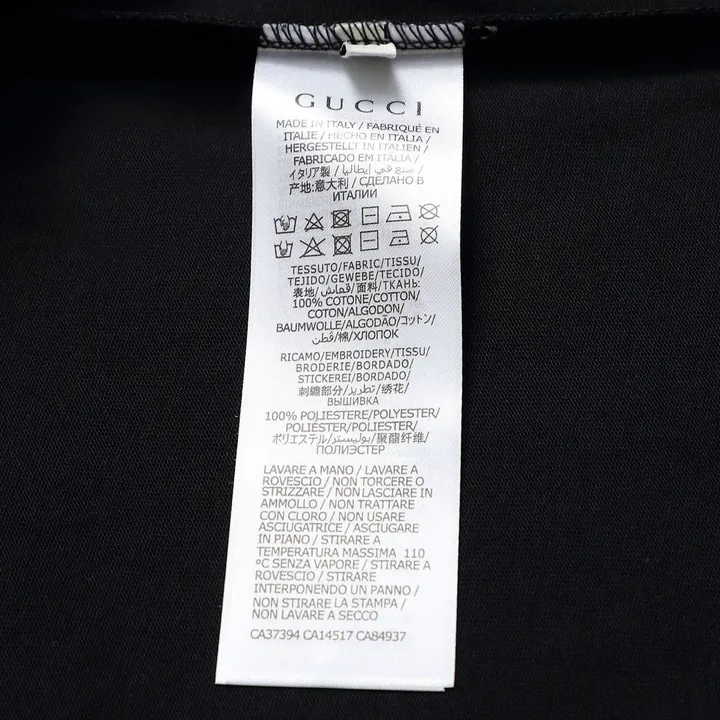 GUCCI
MADE IN ITALY / FABRIQUÉ EN
ITALIE / HECHO EN ITALIA /
HERGESTELLT IN ITALIEN /
FABRICADO EM ITALIA /
イタリア製 / صنع في إيطاليا /
产地:意大利 / СДЕЛАНО В
ИТАЛИИ
TESSUTO/FABRIC/TISSU/
TEJIDO/GEWEBE/TECIDO/
表地/قماش/面料/ТКАНЬ:
100% COTONE/COTTON/
COTON/ALGODON/
BAUMWOLLE/ALGODÃO/コットン/
قطن/棉/ХЛОПОК
RICAMO/EMBROIDERY/TISSU/
BRODERIE/BORDADO/
STICKEREI/BORDADO/
刺繍部分/تطريز/绣花/
ВЫШИВКА
100% POLIESTERE/POLYESTER/
POLIÉSTER/POLIESTER/
ポリエステル/بوليستر/聚酯纤维/
ПОЛИЭСТЕР
LAVARE A MANO / LAVARE A
ROVESCIO / NON TORCERE O
STRIZZARE / NON LASCIARE IN
AMMOLLO / NON TRATTARE
CON CLORO / NON USARE
ASCIUGATRICE / ASCIUGARE
IN PIANO / STIRARE A
TEMPERATURA MASSIMA 110
ºC SENZA VAPORE / STIRARE A
ROVESCIO / STIRARE
INTERPONENDO UN PANNO /
NON STIRARE LA STAMPA /
NON LAVARE A SECCO
CA37394 CA14517 CA84937